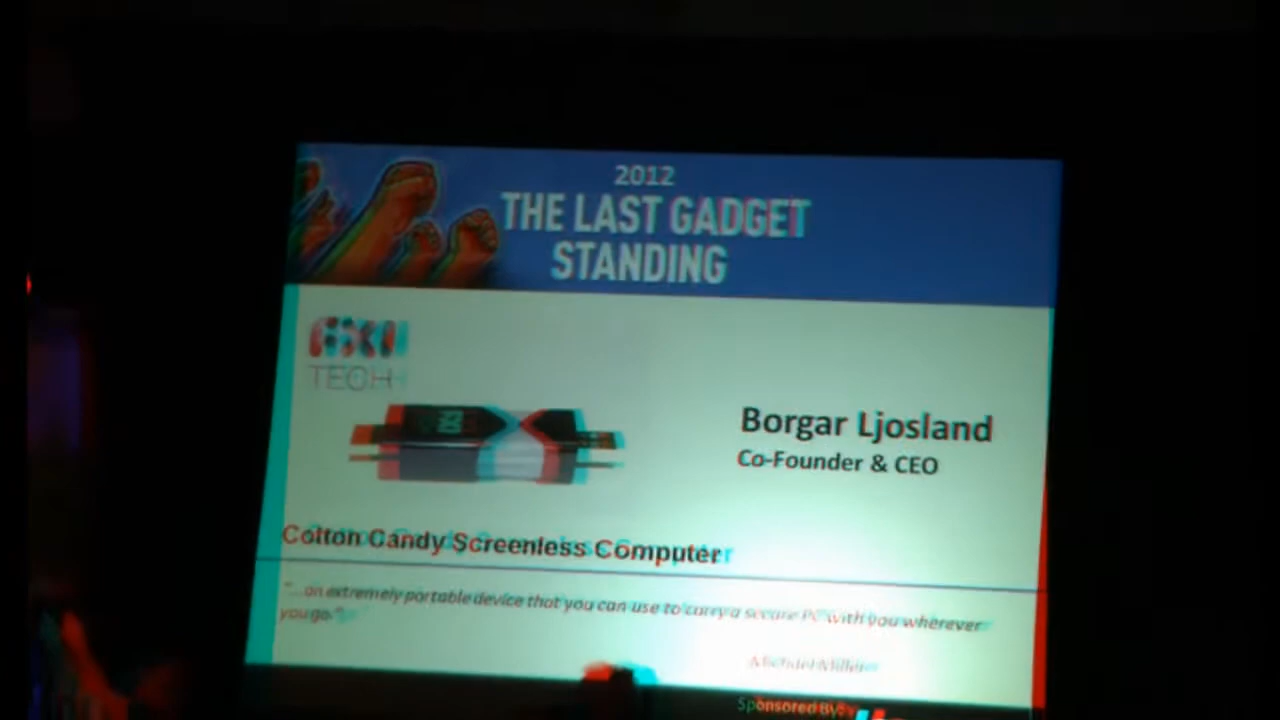 2012
THE LAST GADGET
STANDING
FXI
TECH
Borgar Ljosland
Co-Founder & CEO
Cotton Candy Screenless Computer
"...an extremely portable device that you can use to carry a secure PC with you wherever
you go."
Michael Miller
Sponsored By: